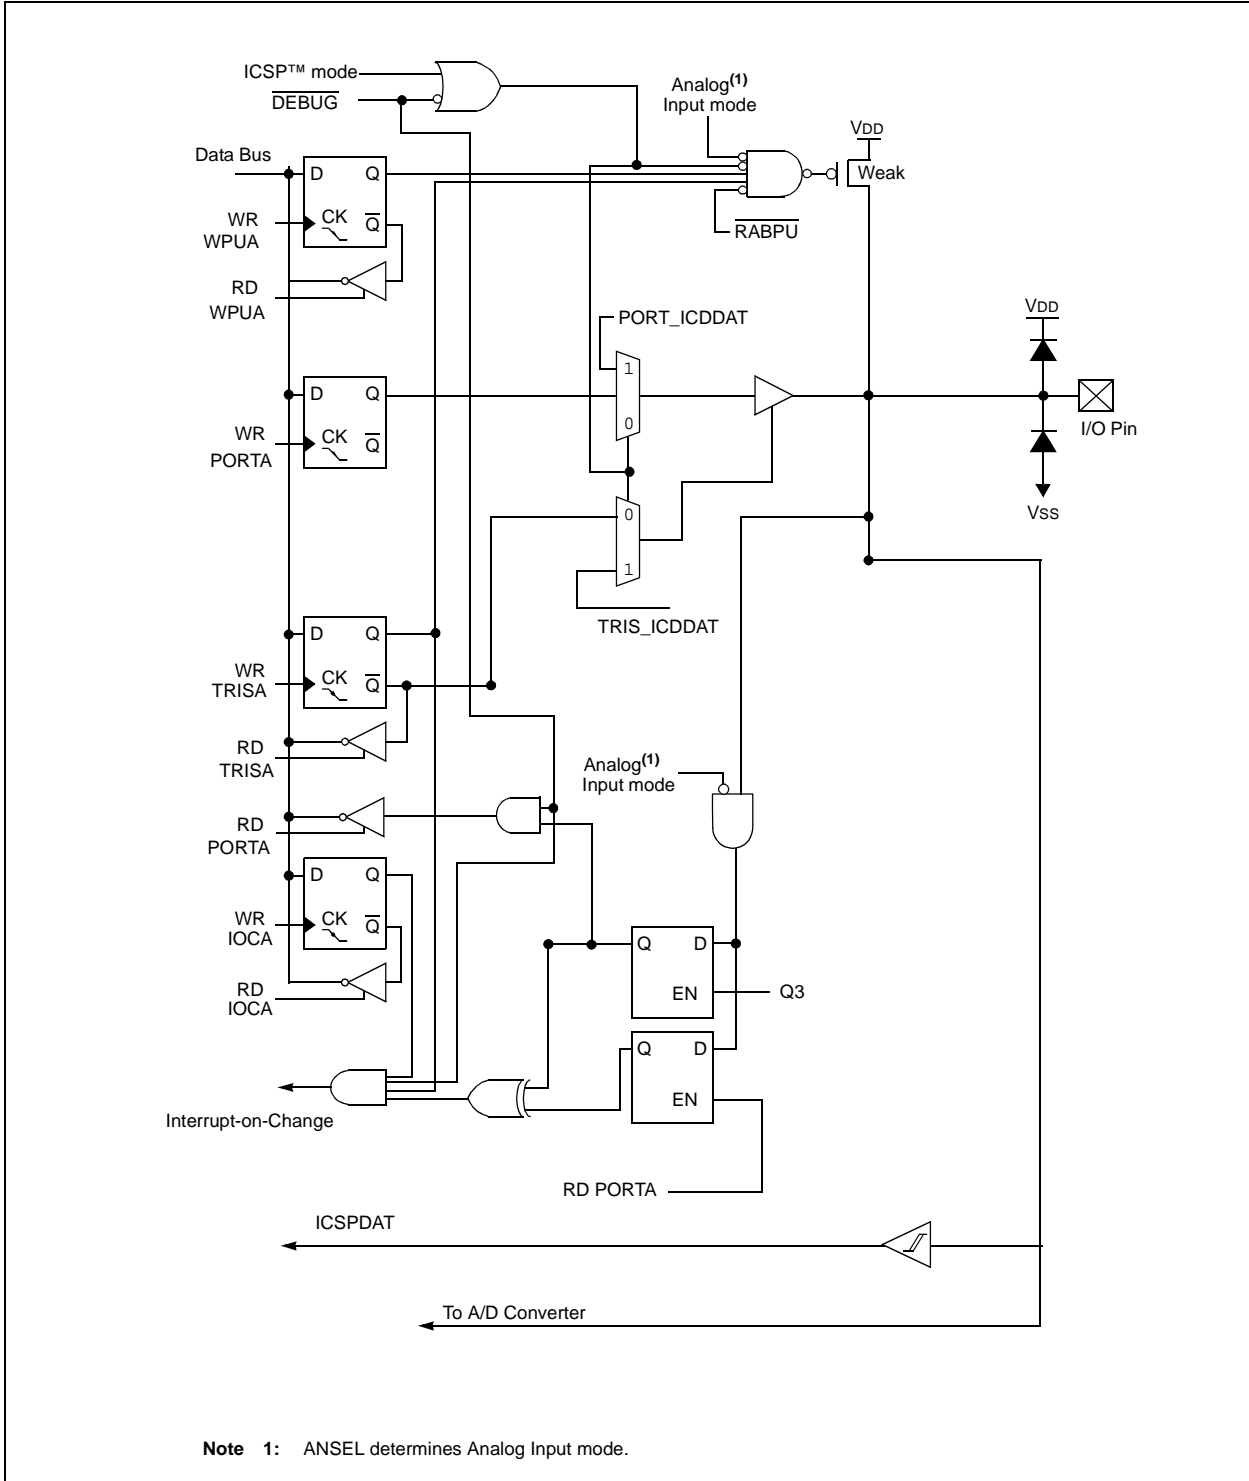 ICSP™ mode
DEBUG
Analog(1)
Input mode
VDD
Weak
Data Bus
D Q
CK Q
WR
WPUA
RABPU
RD
WPUA
PORT_ICDDAT
VDD
1
D Q
0
CK Q
WR
PORTA
I/O Pin
VSS
0
1
TRIS_ICDDAT
D Q
CK Q
WR
TRISA
RD
TRISA
Analog(1)
Input mode
RD
PORTA
D Q
CK Q
WR
IOCA
Q D
EN
Q3
RD
IOCA
Q D
EN
Interrupt-on-Change
RD PORTA
ICSPDAT
To A/D Converter
Note 1: ANSEL determines Analog Input mode.